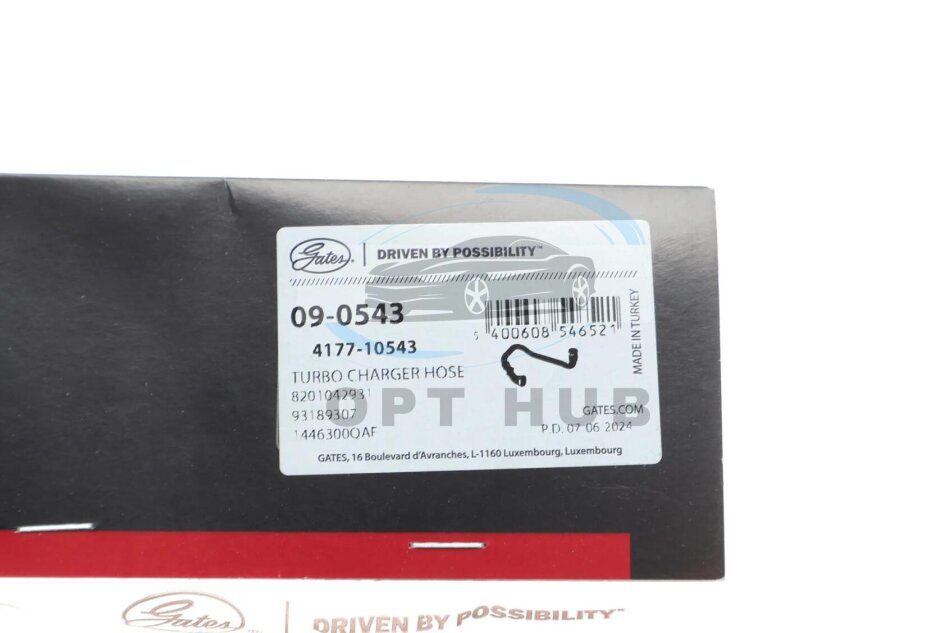 Gates. DRIVEN BY POSSIBILITY™
09-0543
4177-10543
5 400608 546521
MADE IN TURKEY
TURBO CHARGER HOSE
8201042931
93189307
1446300QAF
GATES.COM
P.D. 07 06 2024
GATES, 16 Boulevard d'Avranches, L-1160 Luxembourg, Luxembourg
OPT HUB
Gates DRIVEN BY POSSIBILITY™